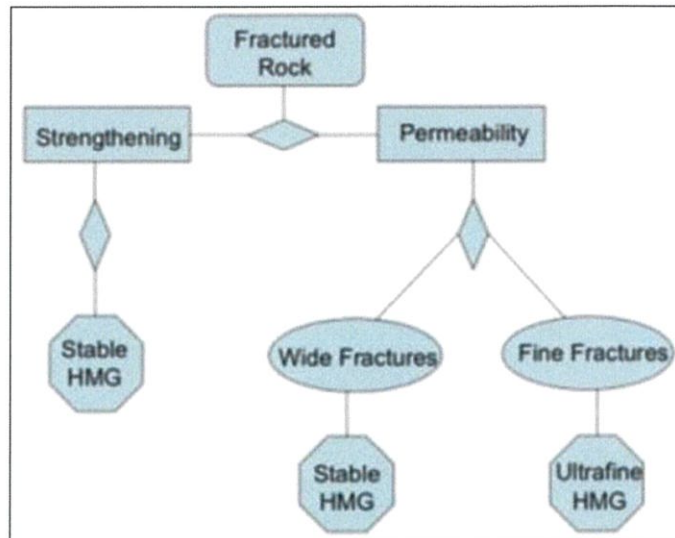 Fractured
Rock
Strengthening
Permeability
Stable
HMG
Wide Fractures
Fine Fractures
Stable
HMG
Ultrafine
HMG